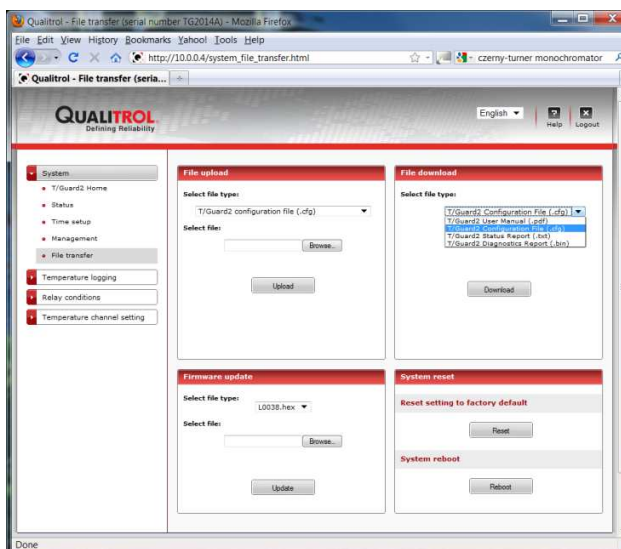 Qualitrol - File transfer (serial number TG2014A) - Mozilla Firefox
File Edit View History Bookmarks Yahoo! Tools Help
http://10.0.0.4/system_file_transfer.html
czerny-turner monochromator
Qualitrol - File transfer (seria...
QUALITROL
Defining Reliability
English
Help
Logout
System
T/Guard2 Home
Status
Time setup
Management
File transfer
Temperature logging
Relay conditions
Temperature channel setting
File upload
Select file type:
T/Guard2 configuration file (.cfg)
Select file:
Browse...
Upload
File download
Select file type:
T/Guard2 Configuration File (.cfg)
T/Guard2 User Manual (.pdf)
T/Guard2 Configuration File (.cfg)
T/Guard2 Status Report (.txt)
T/Guard2 Diagnostics Report (.bin)
Download
Firmware update
Select file type:
L0038.hex
Select file:
Browse...
Update
System reset
Reset setting to factory default
Reset
System reboot
Reboot
Done